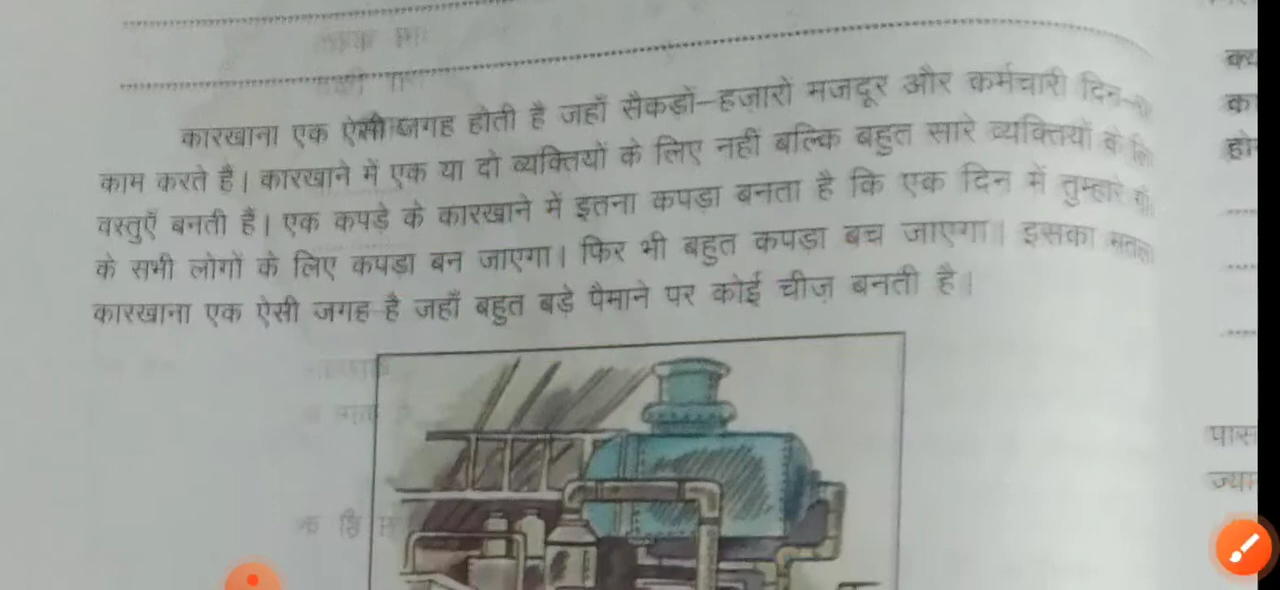 कारखाना एक ऐसी जगह होती है जहाँ सैकड़ों-हज़ारों मजदूर और कर्मचारी दिन-
काम करते हैं। कारखाने में एक या दो व्यक्तियों के लिए नहीं बल्कि बहुत सारे व्यक्तियों के
वस्तुएँ बनती हैं। एक कपड़े के कारखाने में इतना कपड़ा बनता है कि एक दिन में तुम्हारे
के सभी लोगों के लिए कपडा बन जाएगा। फिर भी बहुत कपड़ा बच जाएगा। इसका
कारखाना एक ऐसी जगह है जहाँ बहुत बड़े पैमाने पर कोई चीज़ बनती है।
पास